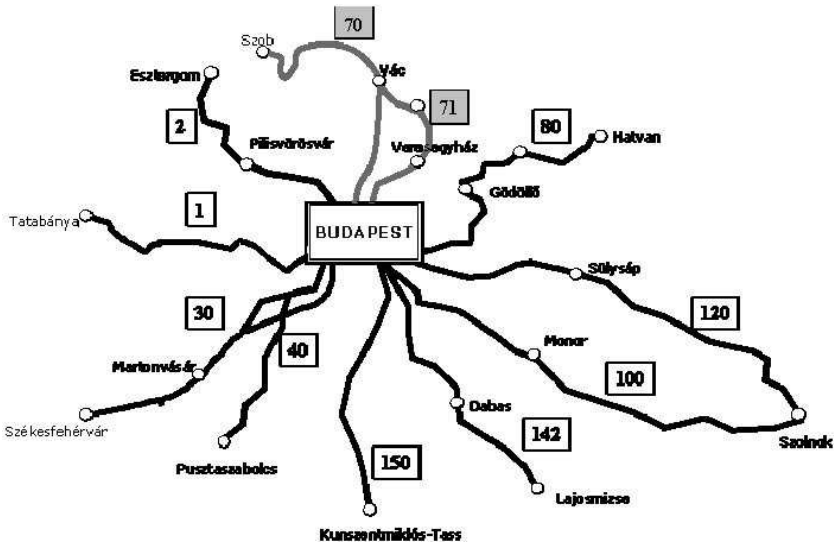 70
Szob
Vác
Esztergom
71
2
80
Hatvan
Pilisvörösvár
Veresegyház
Gödöllő
1
Tatabánya
BUDAPEST
Sülysáp
30
120
40
Monor
Martonvásár
100
Dabas
Székesfehérvár
142
Szolnok
Pusztaszabolcs
150
Lajosmizse
Kunszentmiklós-Tass